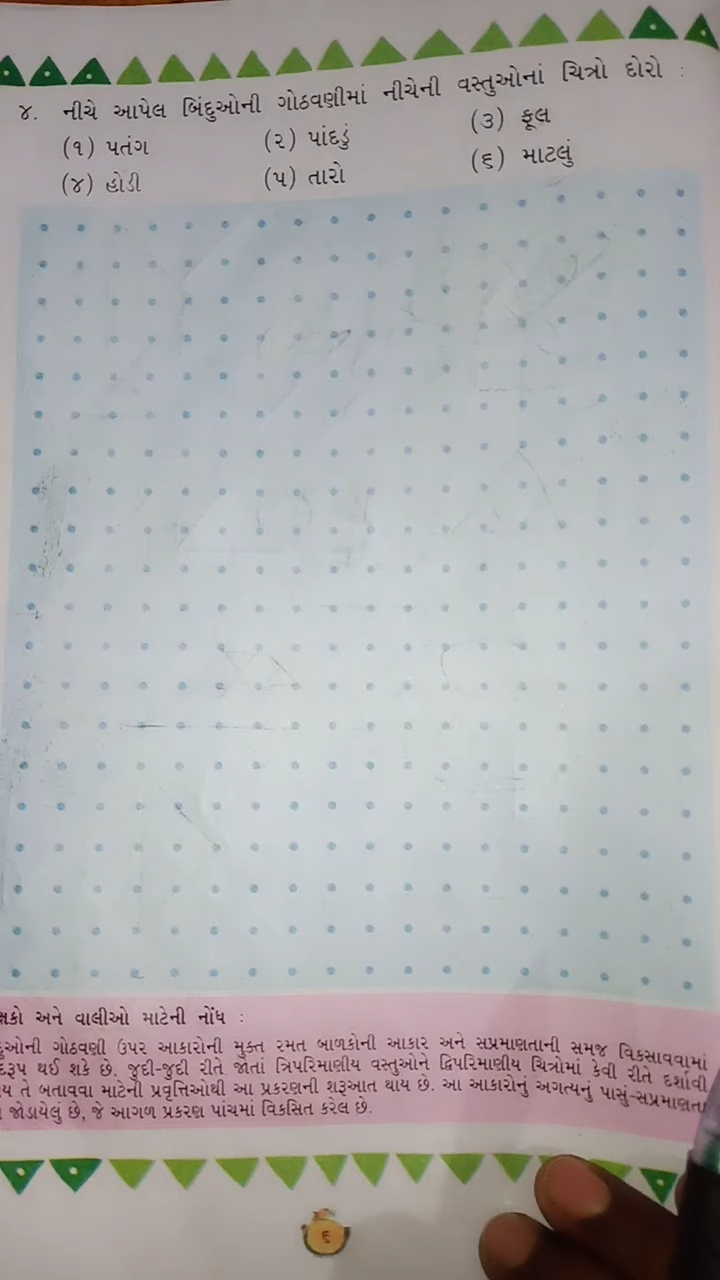 ૪. નીચે આપેલ બિંદુઓની ગોઠવણીમાં નીચેની વસ્તુઓનાં ચિત્રો દોરો :
(૧) પતંગ (૨) પાંદડું (૩) ફૂલ
(૪) હોડી (૫) તારો (૬) માટલું
અને વાલીઓ માટેની નોંધ :
ગોઠવણી ઉપર આકારોની મુક્ત રમત બાળકોની આકાર અને સપ્રમાણતાની સમજ વિકસાવવામાં
થઈ શકે છે. જુદી-જુદી રીતે જોતાં ત્રિપરિમાણીય વસ્તુઓને દ્વિપરિમાણીય ચિત્રોમાં કેવી રીતે દર્શાવી
તે બતાવવા માટેની પ્રવૃત્તિઓથી આ પ્રકરણની શરૂઆત થાય છે. આ આકારોનું અગત્યનું પાસું-સપ્રમાણતા
જોડાયેલું છે, જે આગળ પ્રકરણ પાંચમાં વિકસિત કરેલ છે.
૬